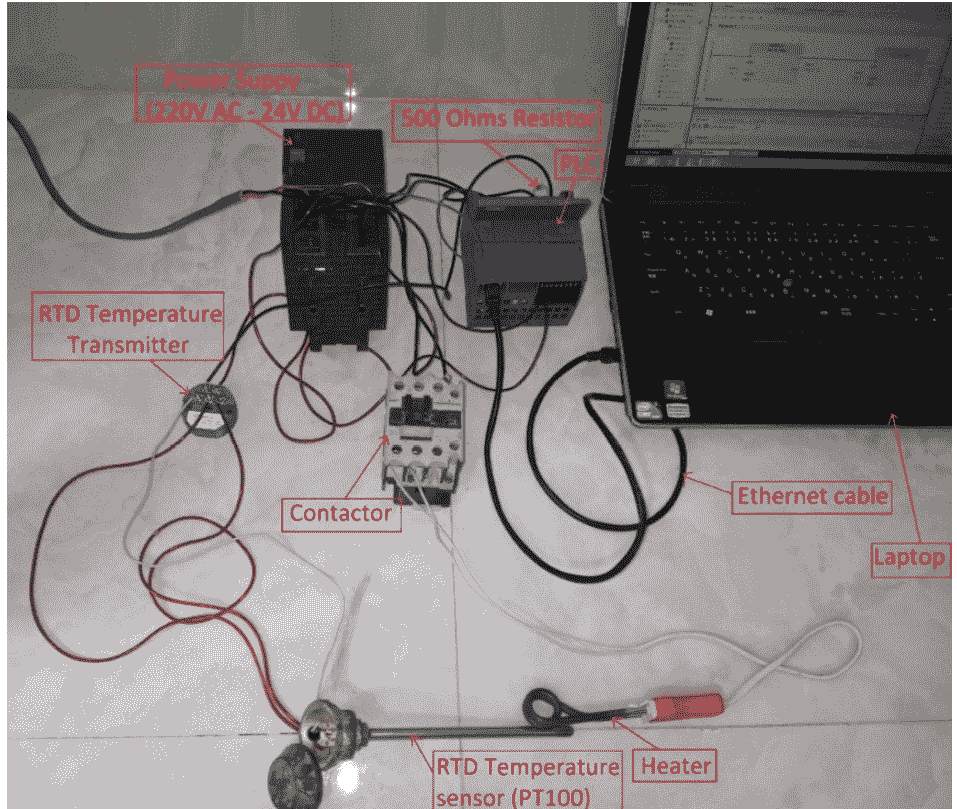 Power Suppy
(220V AC - 24V DC)
500 Ohms Resistor
PLC
RTD Temperature
Transmitter
Contactor
Ethernet cable
Laptop
Heater
RTD Temperature
sensor (PT100)